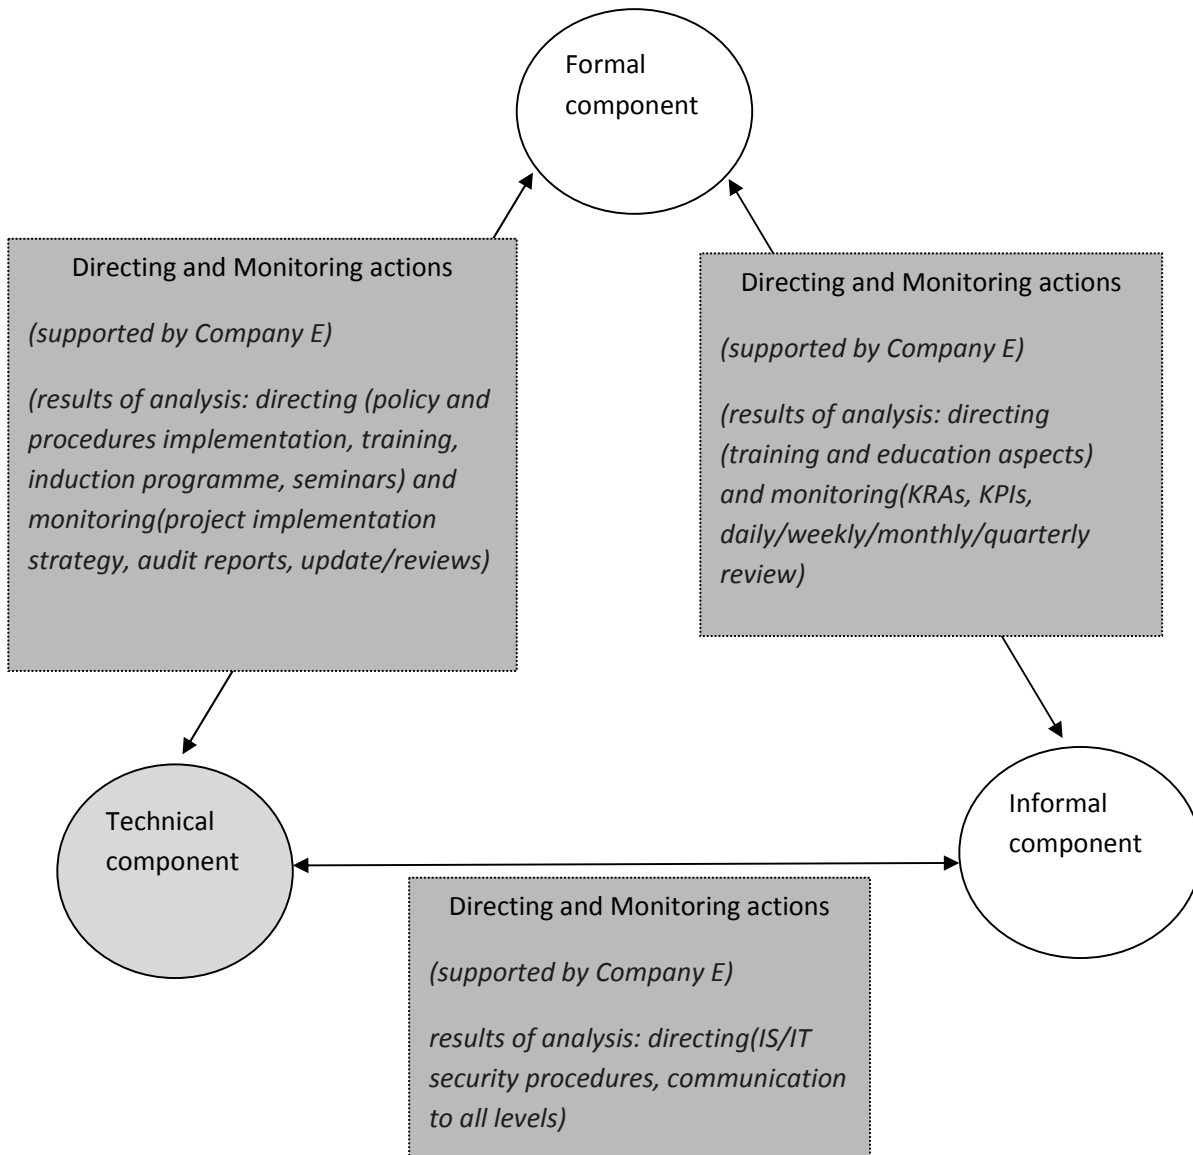 Formal
component
Directing and Monitoring actions
(supported by Company E)
(results of analysis: directing (policy and
procedures implementation, training,
induction programme, seminars) and
monitoring(project implementation
strategy, audit reports, update/reviews)
Directing and Monitoring actions
(supported by Company E)
(results of analysis: directing
(training and education aspects)
and monitoring(KRAs, KPIs,
daily/weekly/monthly/quarterly
review)
Technical
component
Informal
component
Directing and Monitoring actions
(supported by Company E)
results of analysis: directing(IS/IT
security procedures, communication
to all levels)